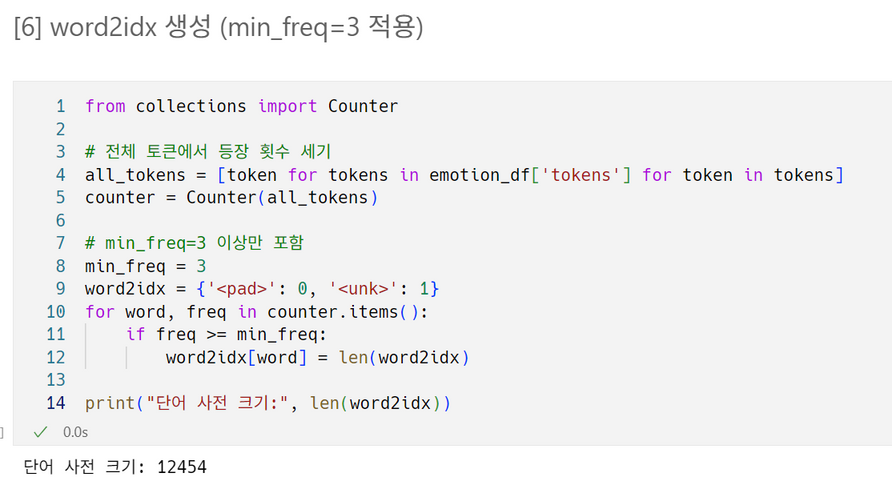 [6] word2idx 생성 (min_freq=3 적용)
1 from collections import Counter
2
3 # 전체 토큰에서 등장 횟수 세기
4 all_tokens = [token for tokens in emotion_df['tokens'] for token in tokens]
5 counter = Counter(all_tokens)
6
7 # min_freq=3 이상만 포함
8 min_freq = 3
9 word2idx = {'<pad>': 0, '<unk>': 1}
10 for word, freq in counter.items():
11     if freq >= min_freq:
12         word2idx[word] = len(word2idx)
13
14 print("단어 사전 크기:", len(word2idx))
] ✓ 0.0s
단어 사전 크기: 12454